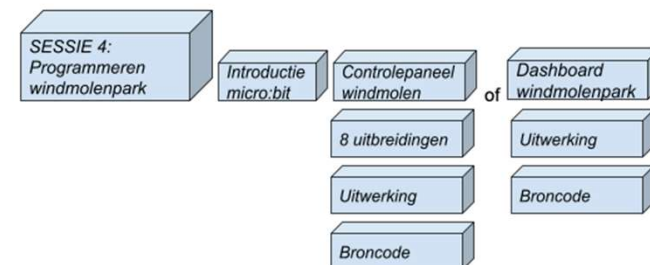 SESSIE 4:
Programmeren
windmolenpark
Introductie
micro:bit
Controlepaneel
windmolen
of
Dashboard
windmolenpark
8 uitbreidingen
Uitwerking
Uitwerking
Broncode
Broncode